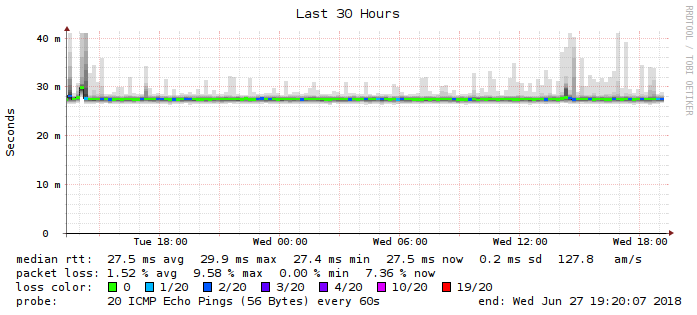 Last 30 Hours
RRDTOOL / TOBI OETIKER
Seconds
40 m
30 m
20 m
10 m
0
Tue 18:00 Wed 00:00 Wed 06:00 Wed 12:00 Wed 18:00
median rtt: 27.5 ms avg 29.9 ms max 27.4 ms min 27.5 ms now 0.2 ms sd 127.8 am/s
packet loss: 1.52 % avg 9.58 % max 0.00 % min 7.36 % now
loss color: 0 1/20 2/20 3/20 4/20 10/20 19/20
probe: 20 ICMP Echo Pings (56 Bytes) every 60s end: Wed Jun 27 19:20:07 2018